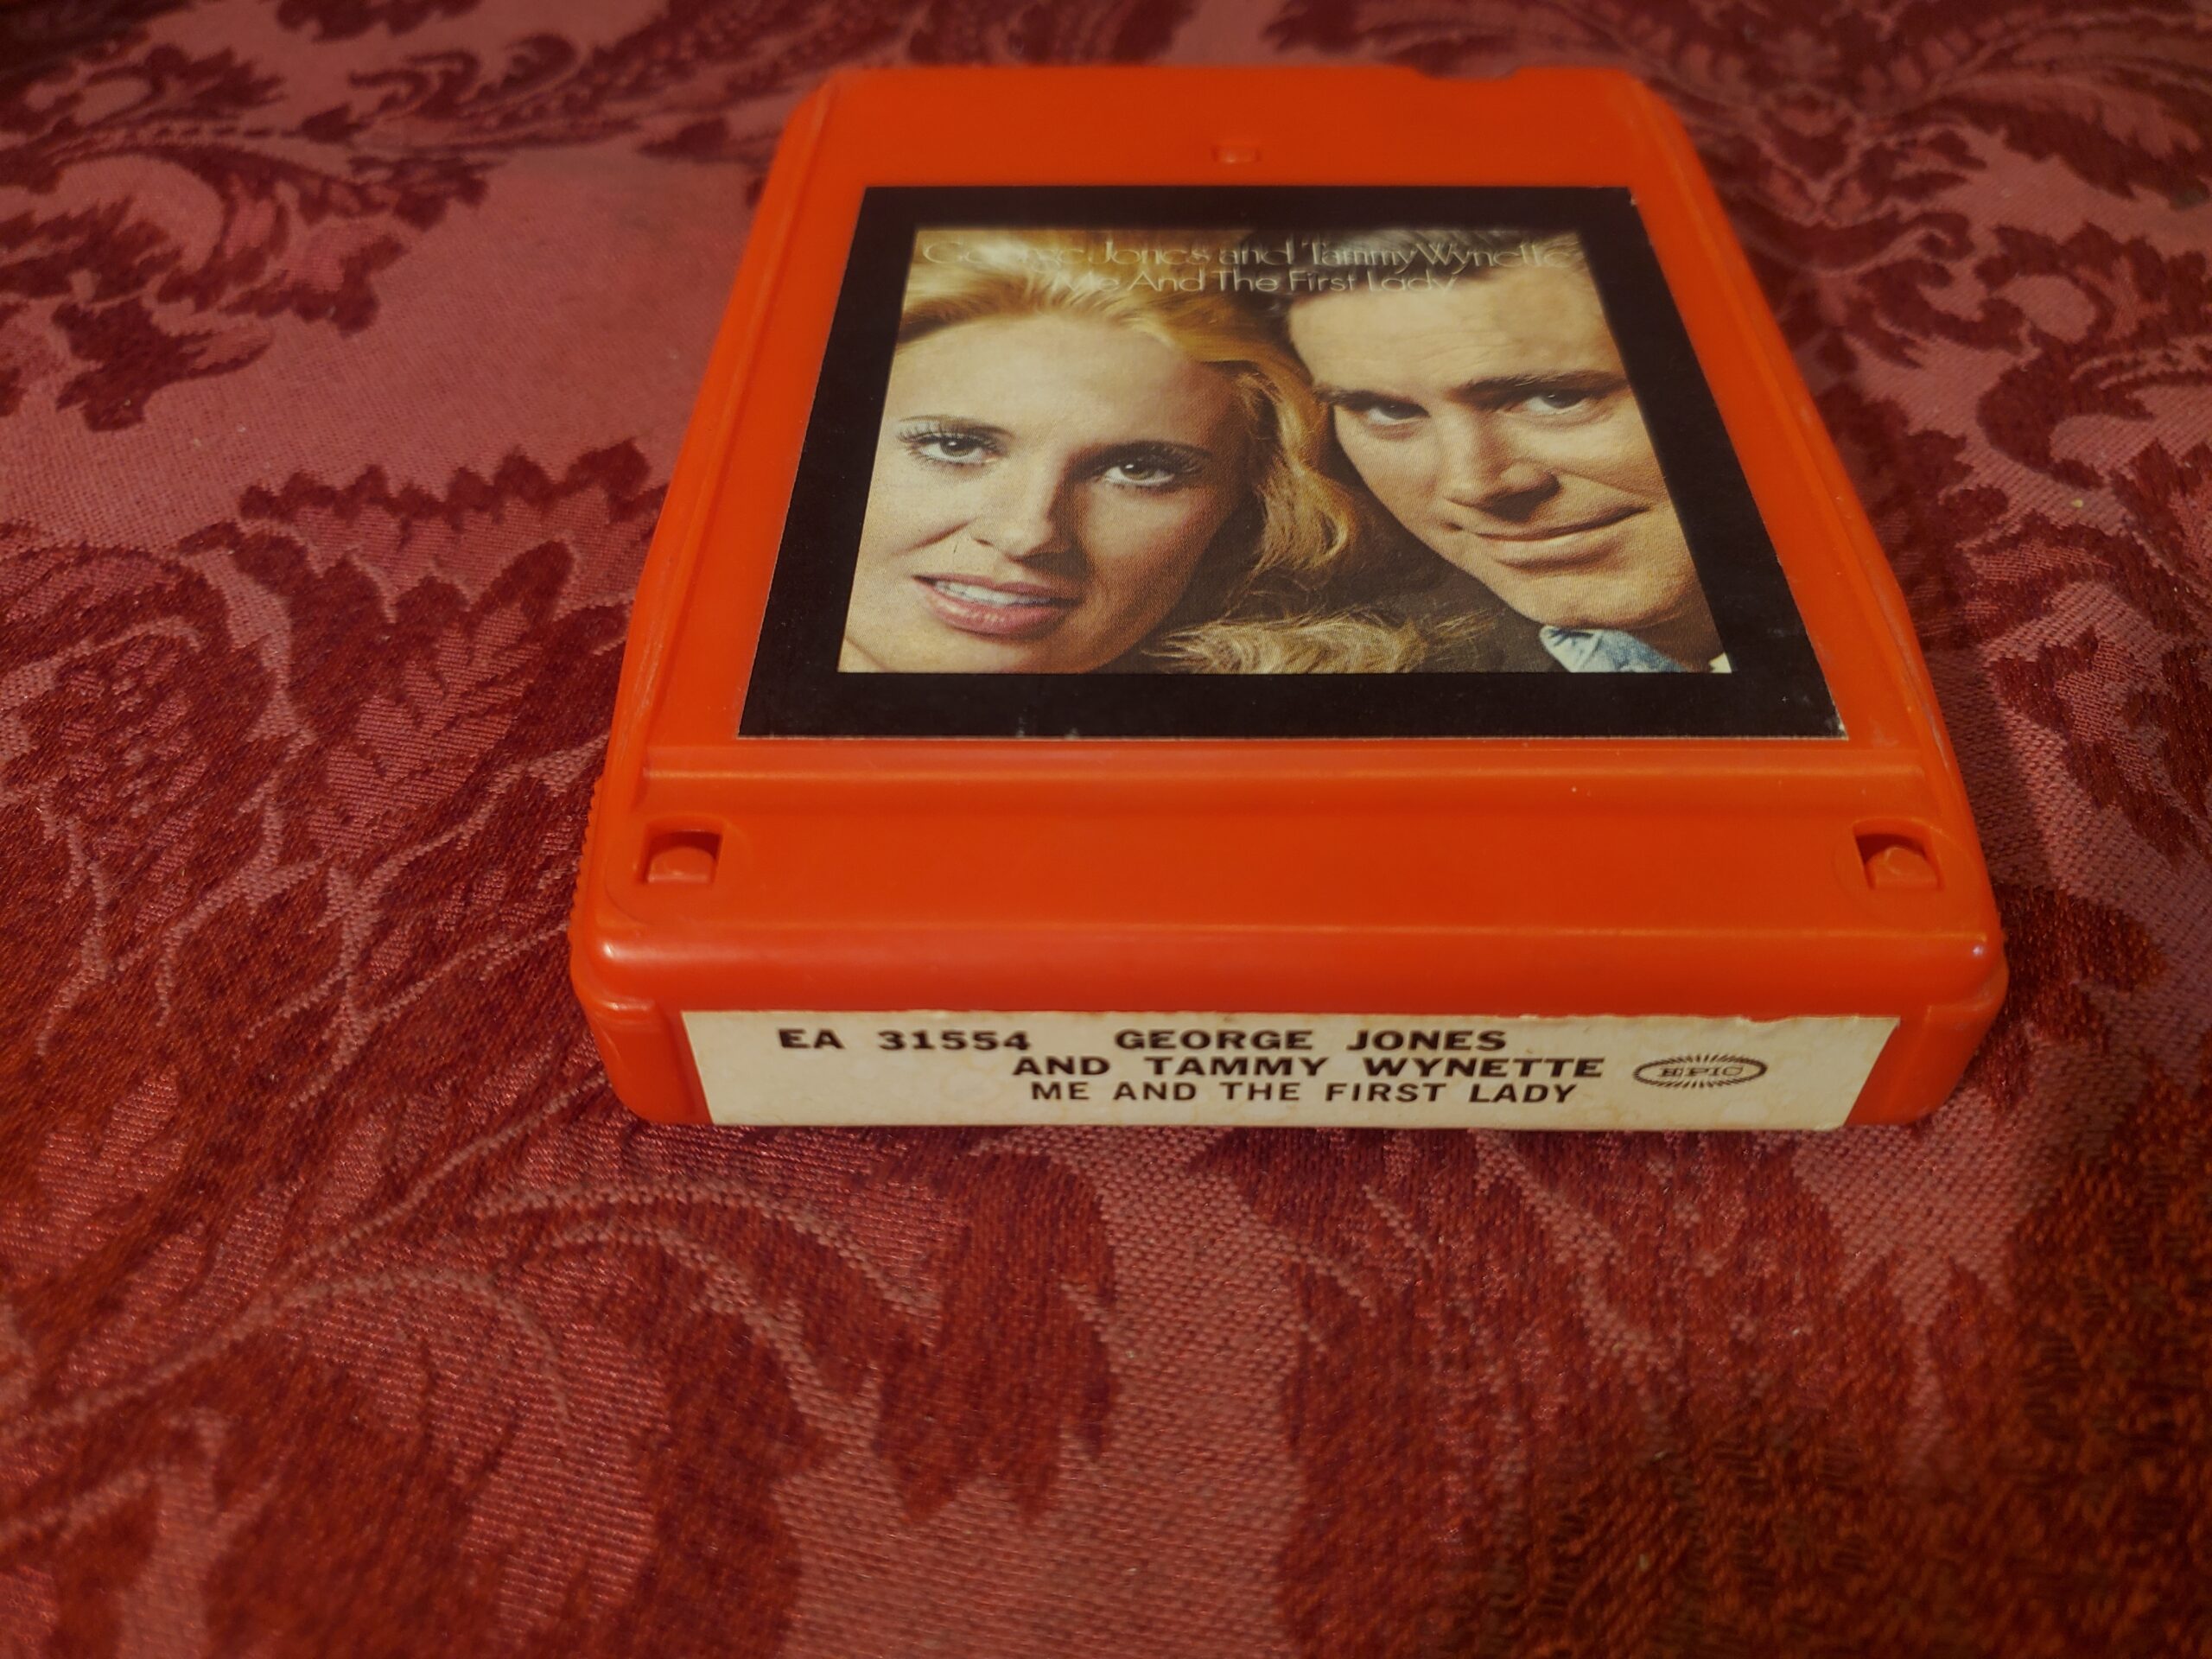 George Jones and Tammy Wynette
Me And The First Lady
EA 31554 GEORGE JONES
AND TAMMY WYNETTE
EPIC
ME AND THE FIRST LADY